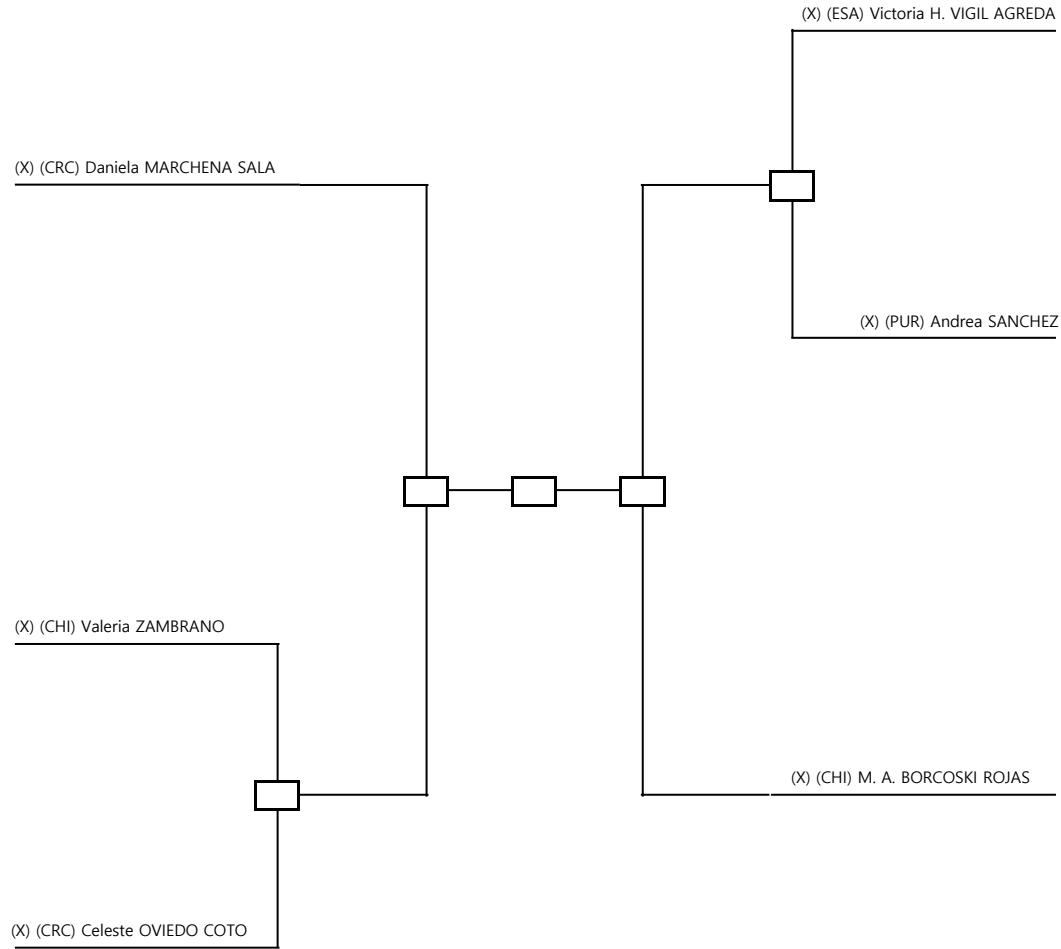 (X) (ESA) Victoria H. VIGIL AGREDA
(X) (CRC) Daniela MARCHENA SALA
(X) (PUR) Andrea SANCHEZ
(X) (CHI) Valeria ZAMBRANO
(X) (CHI) M. A. BORCOSKI ROJAS
(X) (CRC) Celeste OVIEDO COTO